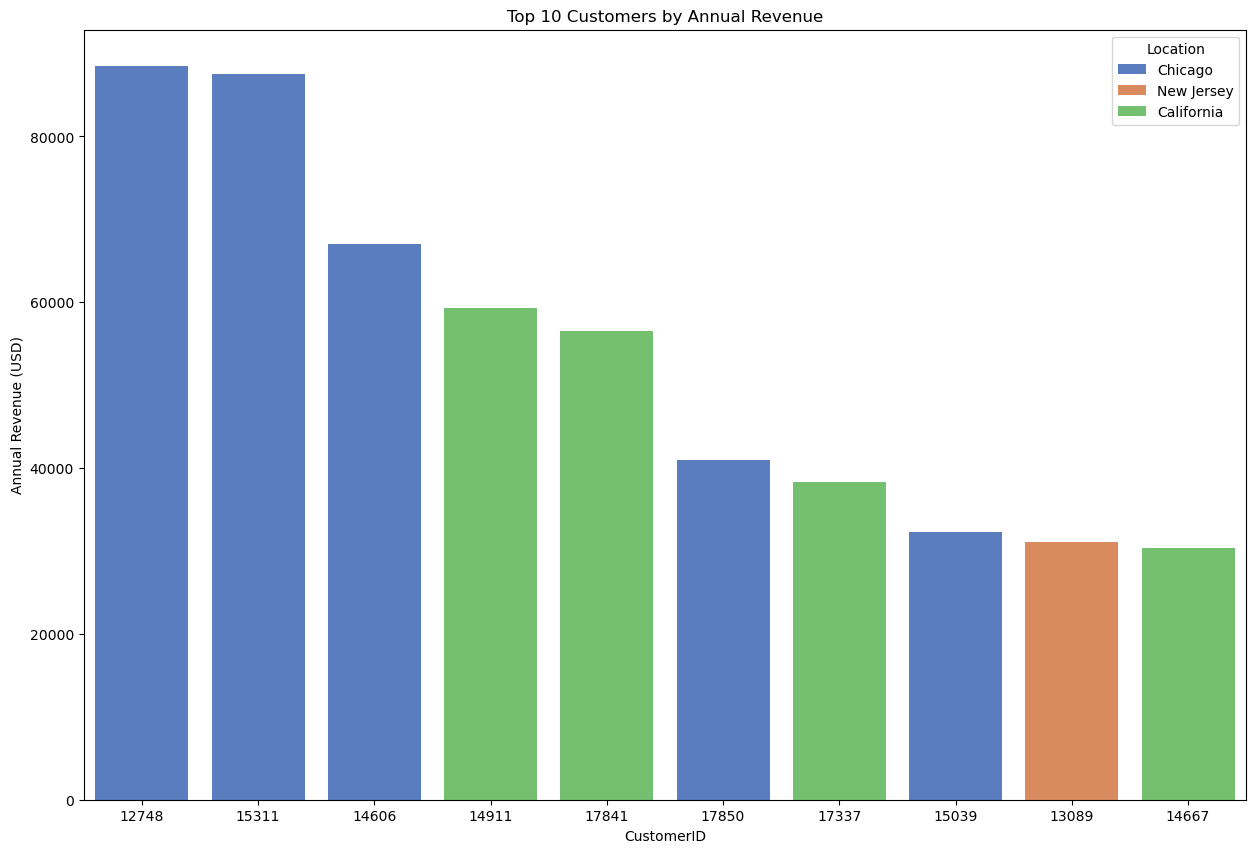 Top 10 Customers by Annual Revenue
Location
Chicago
New Jersey
California
Annual Revenue (USD)
80000
60000
40000
20000
0
12748 15311 14606 14911 17841 17850 17337 15039 13089 14667
CustomerID